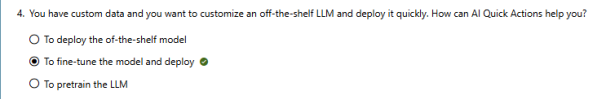 4. You have custom data and you want to customize an off-the-shelf LLM and deploy it quickly. How can AI Quick Actions help you?
To deploy the of-the-shelf model
To fine-tune the model and deploy
To pretrain the LLM